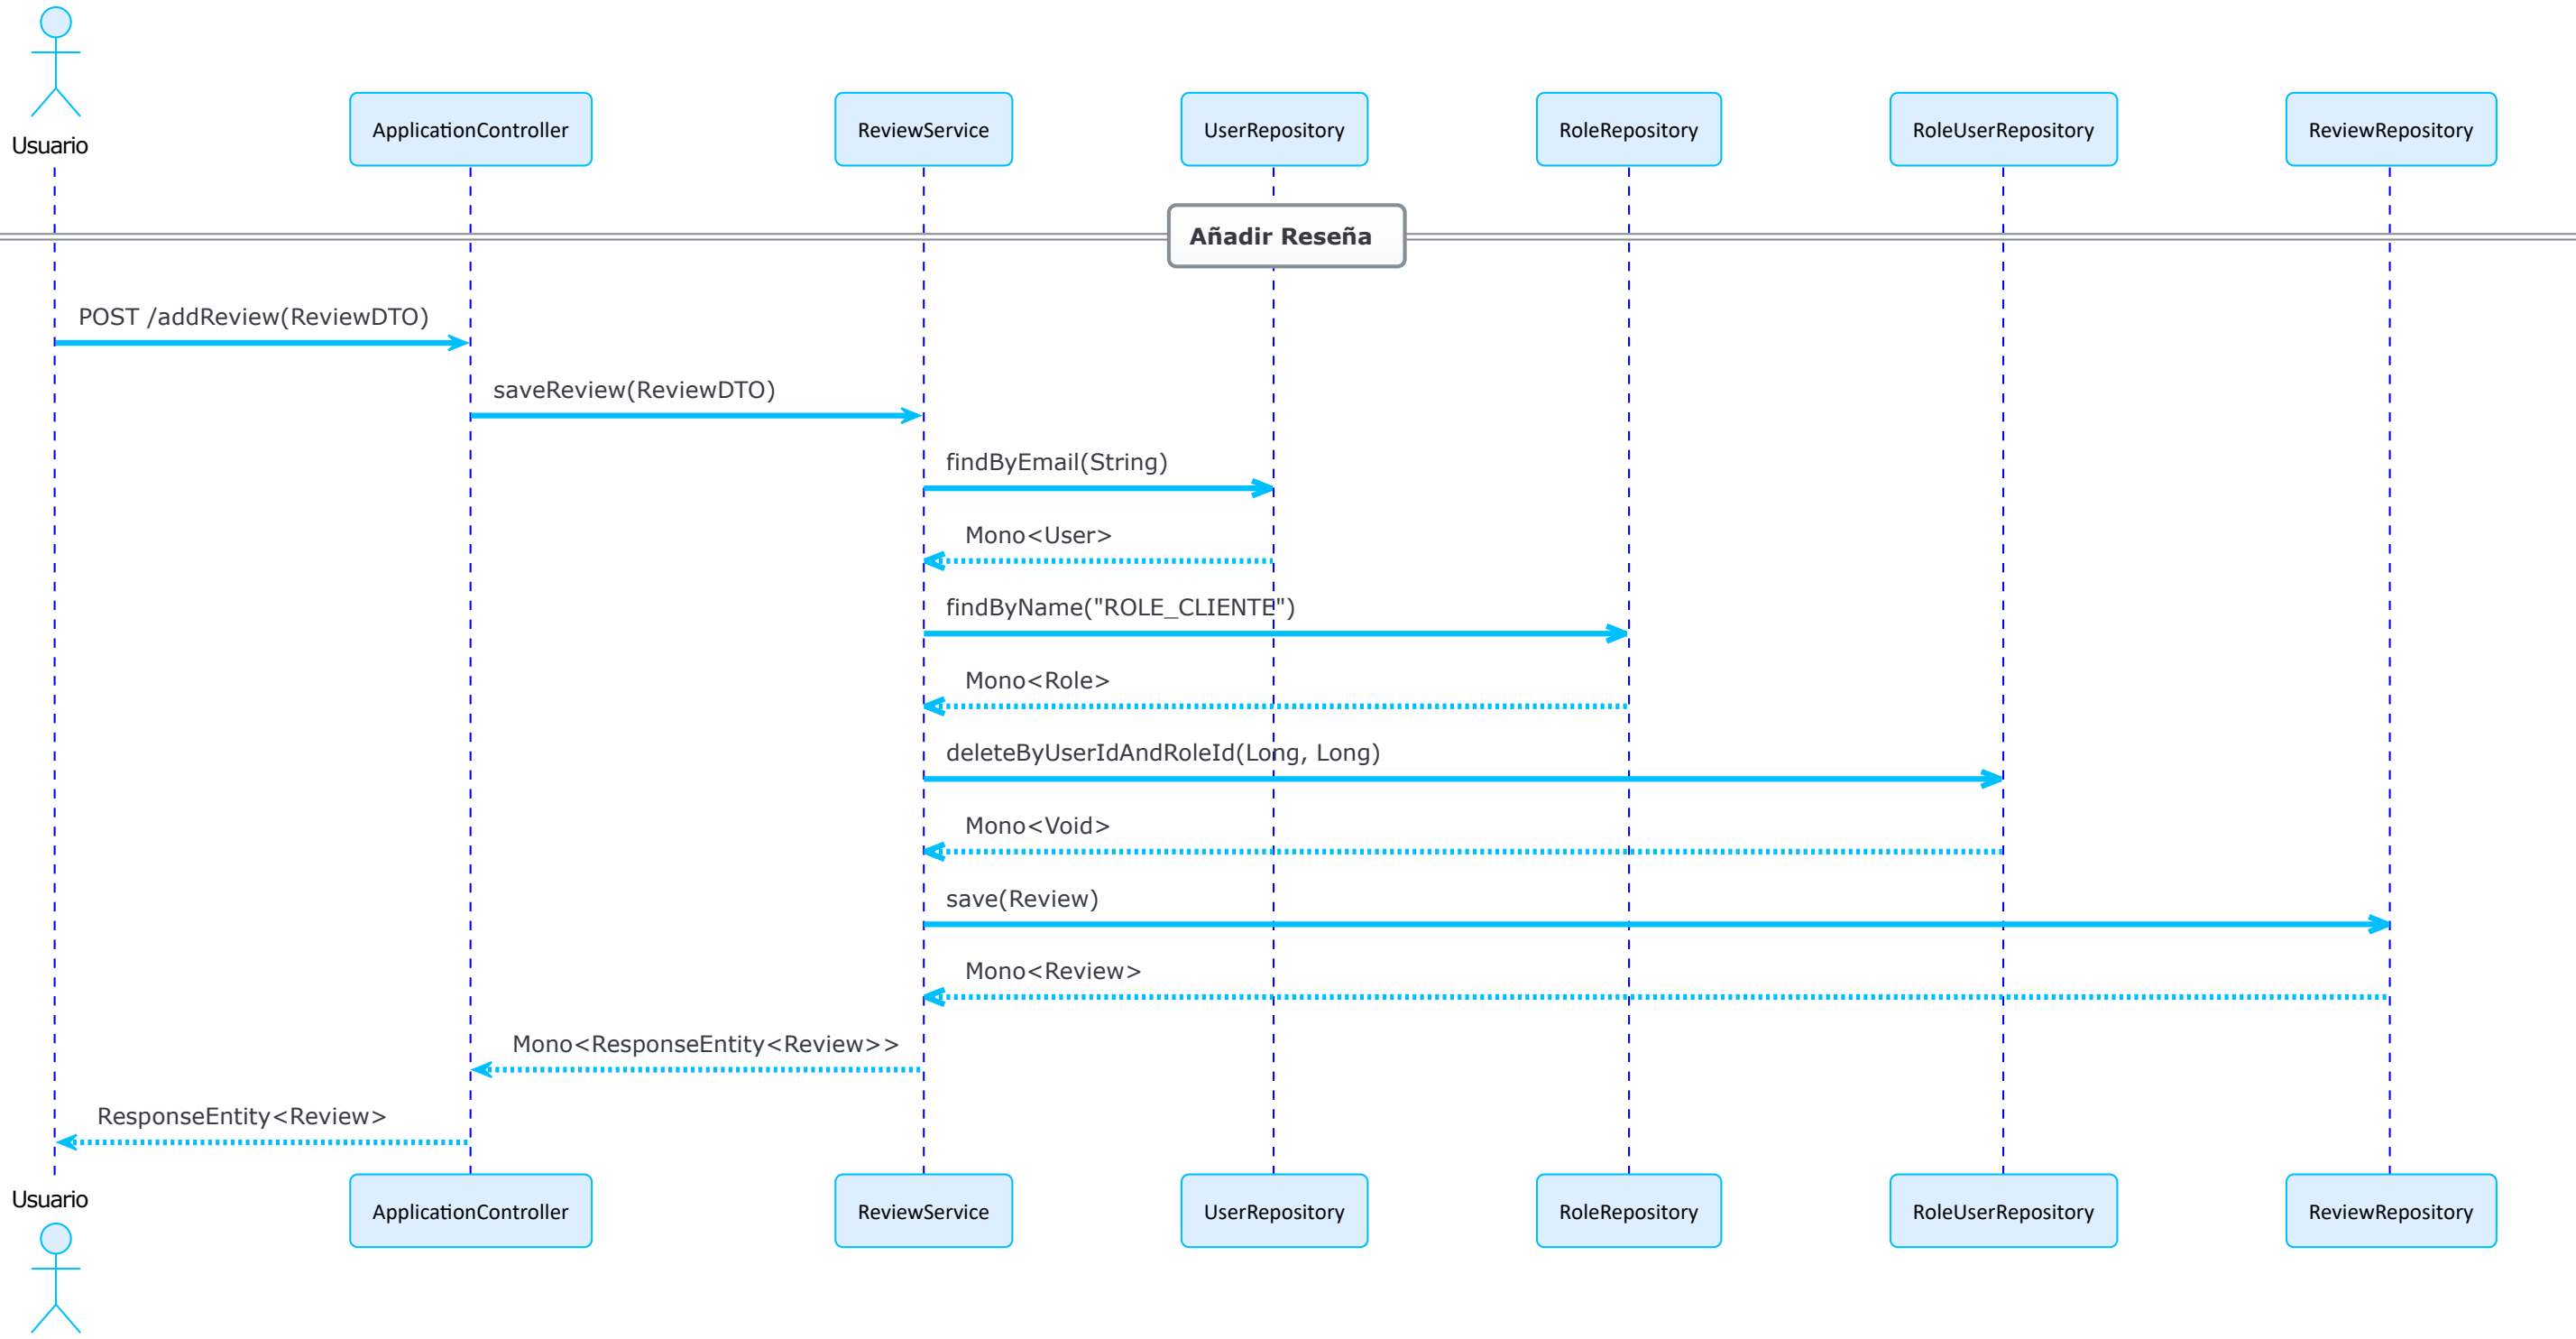 Usuario
ApplicationController
ReviewService
UserRepository
RoleRepository
RoleUserRepository
ReviewRepository
Añadir Reseña
POST /addReview(ReviewDTO)
saveReview(ReviewDTO)
findByEmail(String)
Mono<User>
findByName("ROLE_CLIENTE")
Mono<Role>
deleteByUserIdAndRoleId(Long, Long)
Mono<Void>
save(Review)
Mono<Review>
Mono<ResponseEntity<Review>>
ResponseEntity<Review>
Usuario
ApplicationController
ReviewService
UserRepository
RoleRepository
RoleUserRepository
ReviewRepository